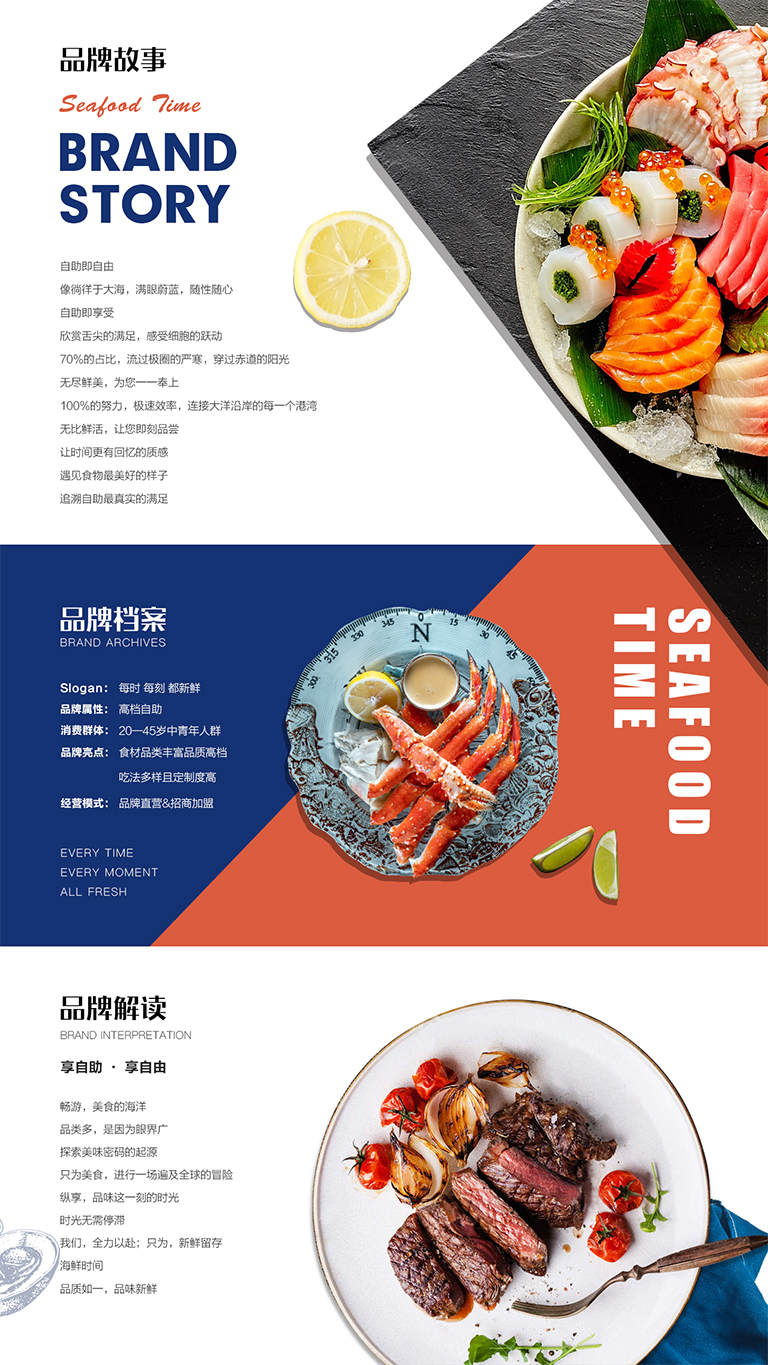 品牌故事
Seafood Time
BRAND
STORY
自助即自由
像徜徉于大海，满眼蔚蓝，随性随心
自助即享受
欣赏舌尖的满足，感受细胞的跃动
70%的占比，流过极圈的严寒，穿过赤道的阳光
无尽鲜美，为您一一奉上
100%的努力，极速效率，连接大洋沿岸的每一个港湾
无比鲜活，让您即刻品尝
让时间更有回忆的质感
遇见食物最美好的样子
追溯自助最真实的满足
品牌档案
BRAND ARCHIVES
Slogan： 每时 每刻 都新鲜
品牌属性： 高档自助
消费群体： 20—45岁中青年人群
品牌亮点： 食材品类丰富品质高档
吃法多样且定制度高
经营模式： 品牌直营&招商加盟
EVERY TIME
EVERY MOMENT
ALL FRESH
330
345
0
15
30
45
315
300
N
SEAFOOD
TIME
品牌解读
BRAND INTERPRETATION
享自助 · 享自由
畅游，美食的海洋
品类多，是因为眼界广
探索美味密码的起源
只为美食，进行一场遍及全球的冒险
纵享，品味这一刻的时光
时光无需停滞
我们，全力以赴；只为，新鲜留存
海鲜时间
品质如一，品味新鲜